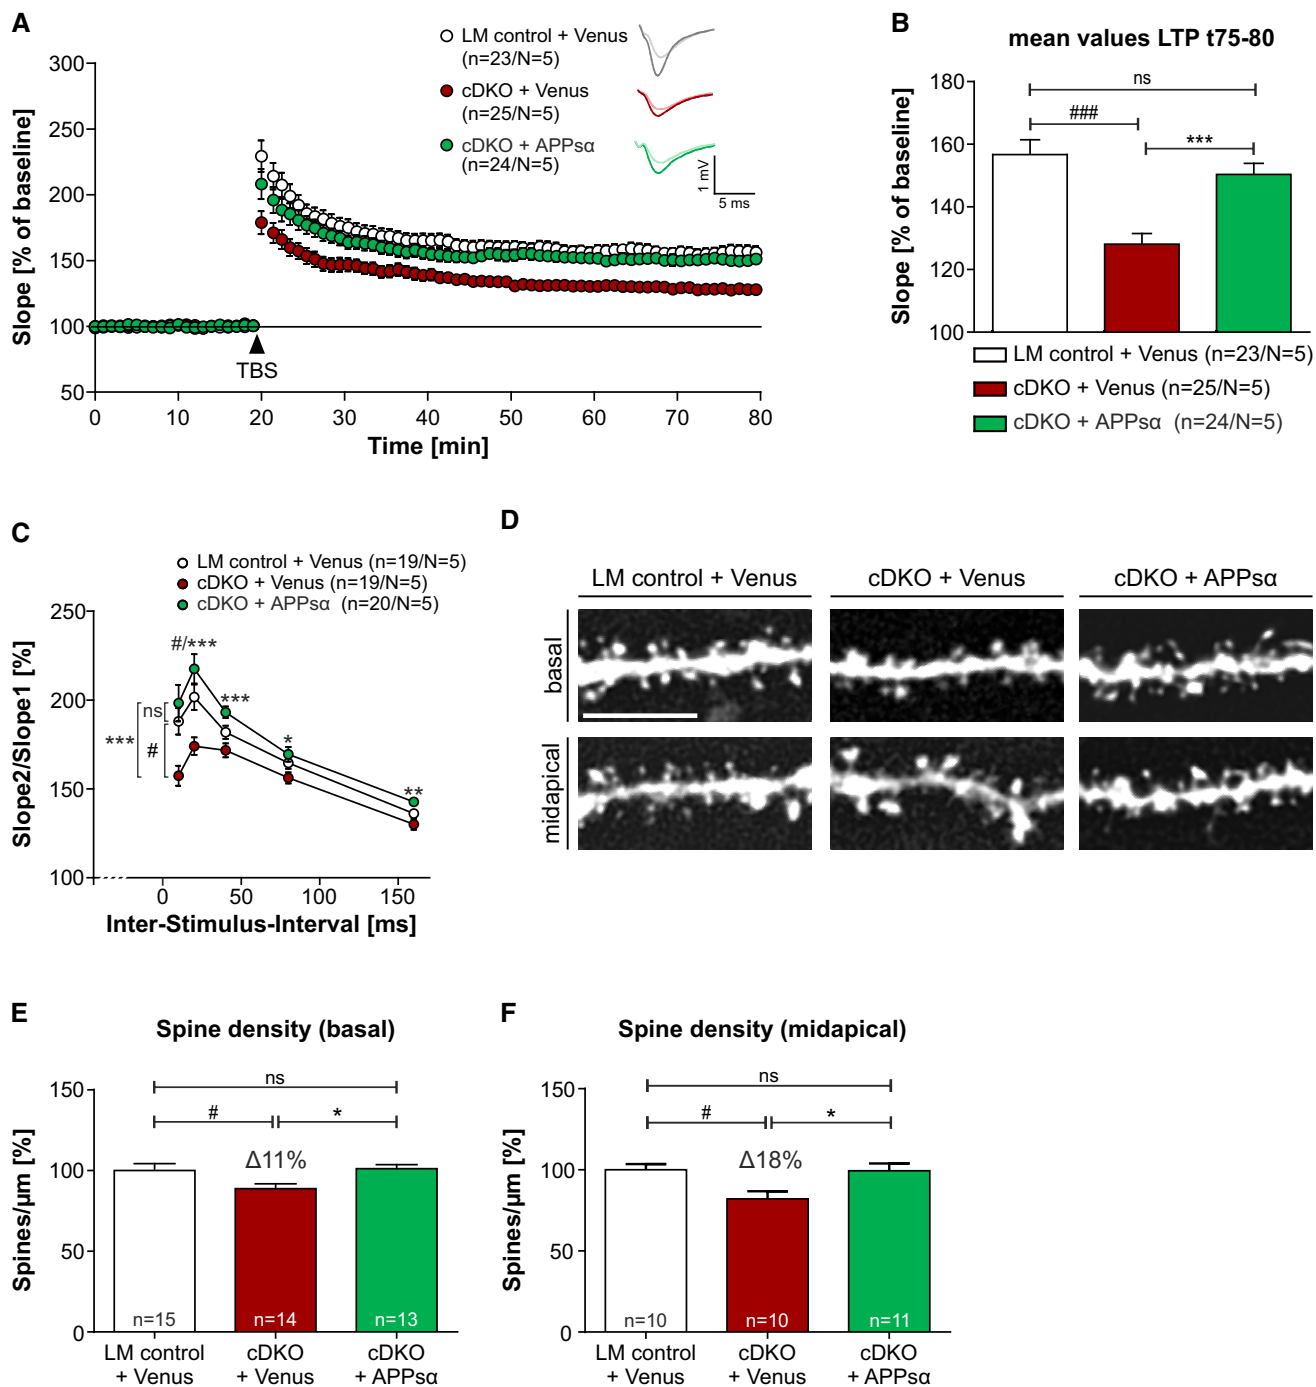 A
LM control + Venus
(n=23/N=5)
cDKO + Venus
(n=25/N=5)
cDKO + APPsα
(n=24/N=5)
1 mV
5 ms
Slope [% of baseline]
300
250
200
150
100
50
TBS
0 10 20 30 40 50 60 70 80
Time [min]
B
mean values LTP t75-80
Slope [% of baseline]
180
160
140
120
100
ns
###
***
LM control + Venus (n=23/N=5)
cDKO + Venus (n=25/N=5)
cDKO + APPsα (n=24/N=5)
C
LM control + Venus (n=19/N=5)
cDKO + Venus (n=19/N=5)
cDKO + APPsα (n=20/N=5)
Slope2/Slope1 [%]
250
200
150
100
#/***
***
*
**
ns
***
#
0 50 100 150
Inter-Stimulus-Interval [ms]
D
LM control + Venus
cDKO + Venus
cDKO + APPsα
basal
midapical
E
Spine density (basal)
Spines/µm [%]
150
100
50
0
ns
#
*
Δ11%
n=15
n=14
n=13
LM control
+ Venus
cDKO
+ Venus
cDKO
+ APPsα
F
Spine density (midapical)
Spines/µm [%]
150
100
50
0
ns
#
*
Δ18%
n=10
n=10
n=11
LM control
+ Venus
cDKO
+ Venus
cDKO
+ APPsα